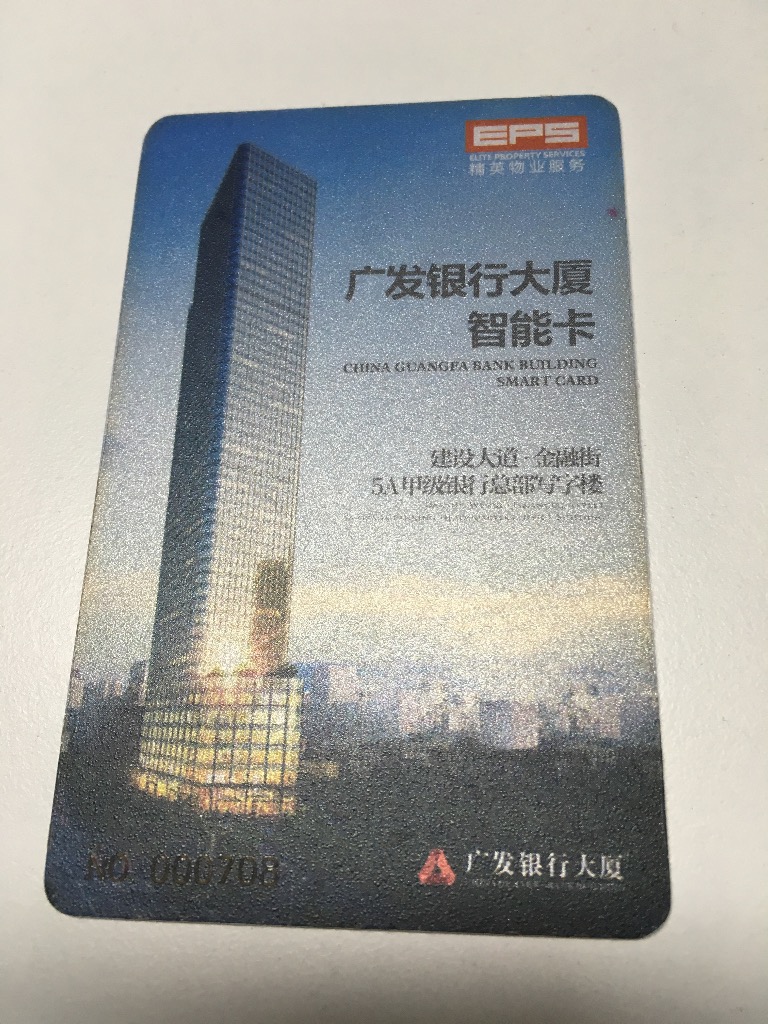 EPS
ELITE PROPERTY SERVICES
精英物业服务
广发银行大厦
智能卡
CHINA GUANGFA BANK BUILDING
SMART CARD
建设大道·金融街
5A甲级银行总部写字楼
NO 000708
广发银行大厦